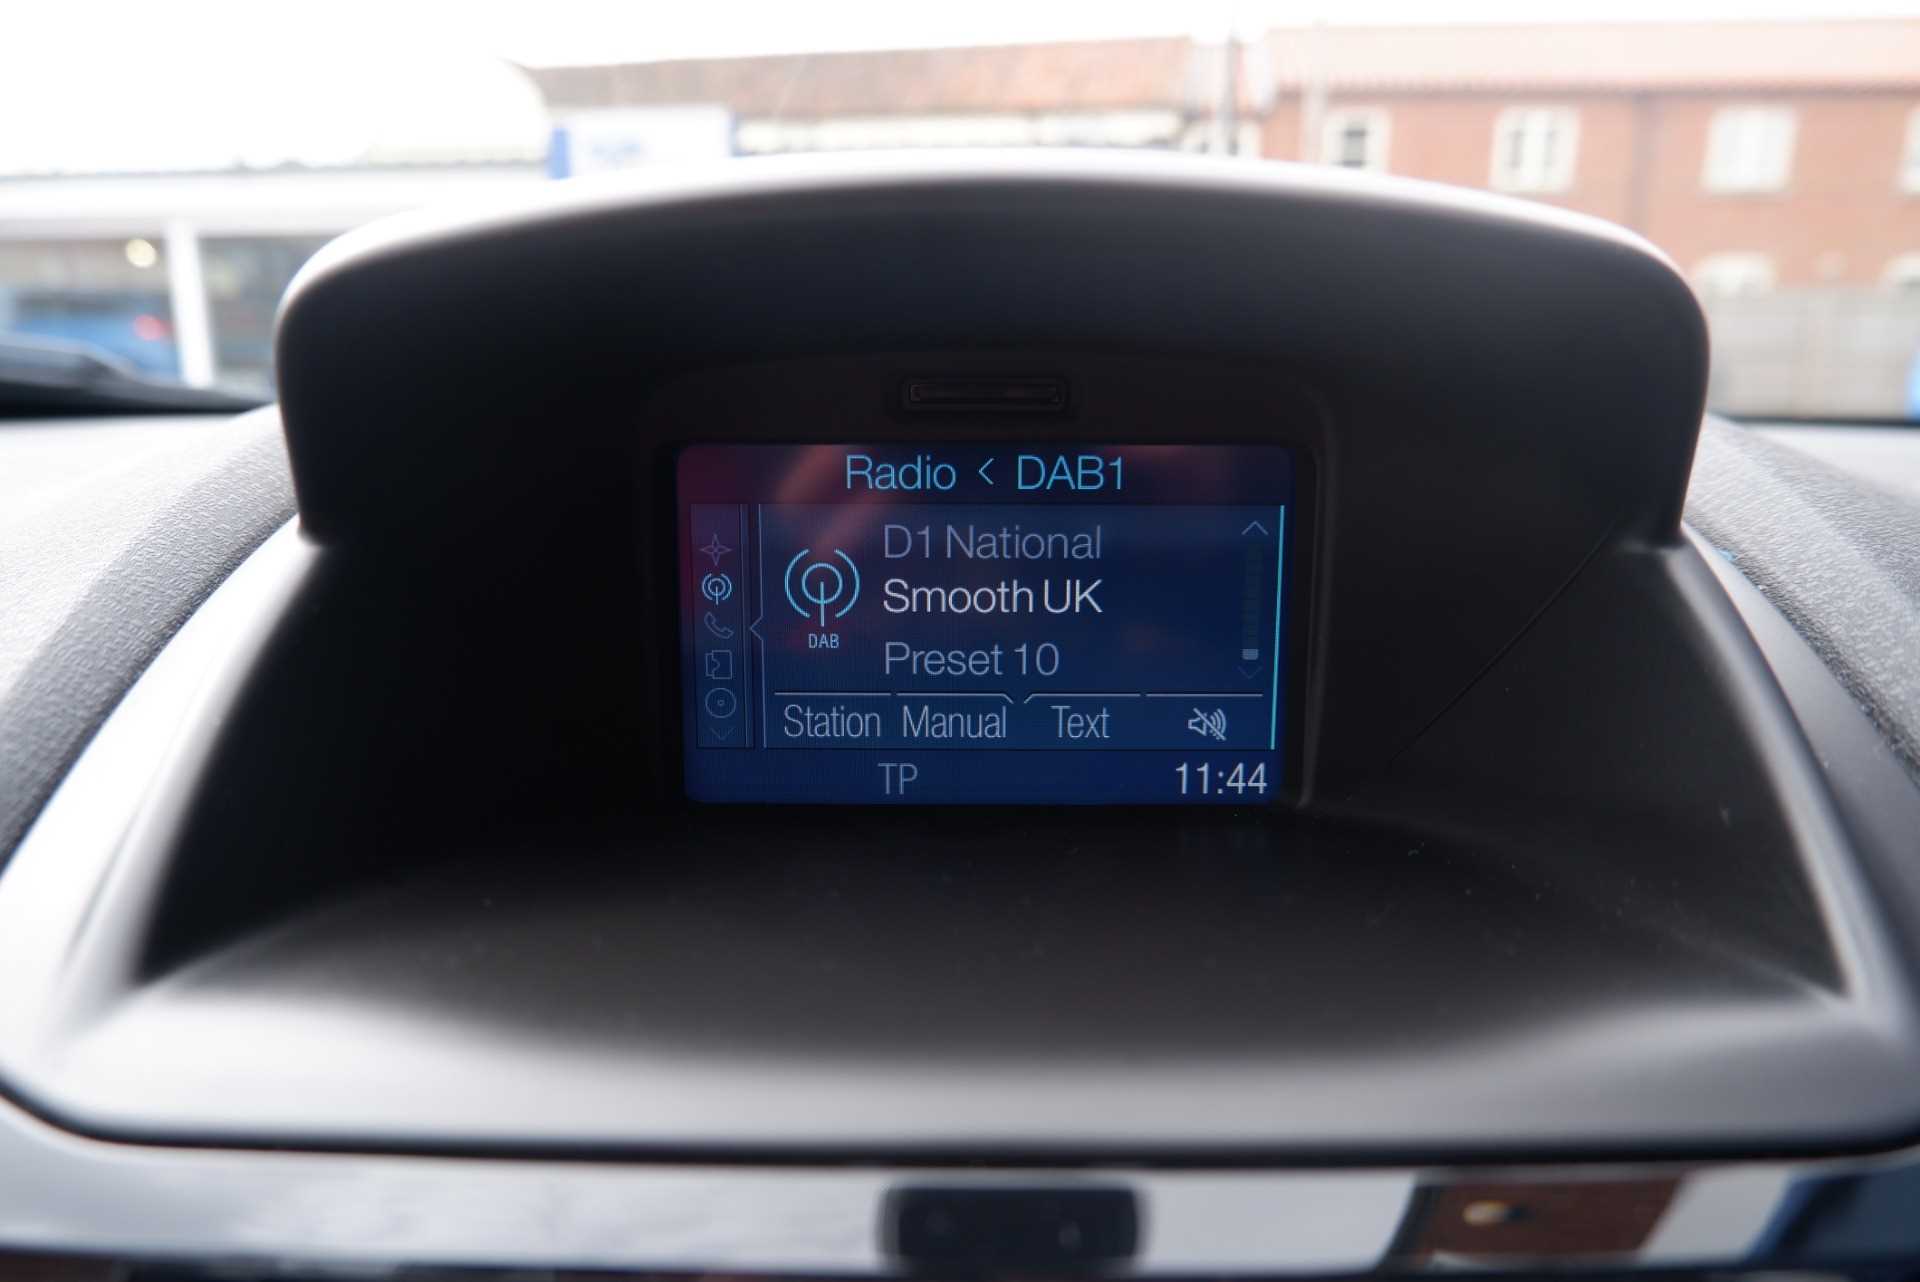 Radio < DAB1
D1 National
Smooth UK
DAB
Preset 10
Station Manual Text
TP 11:44